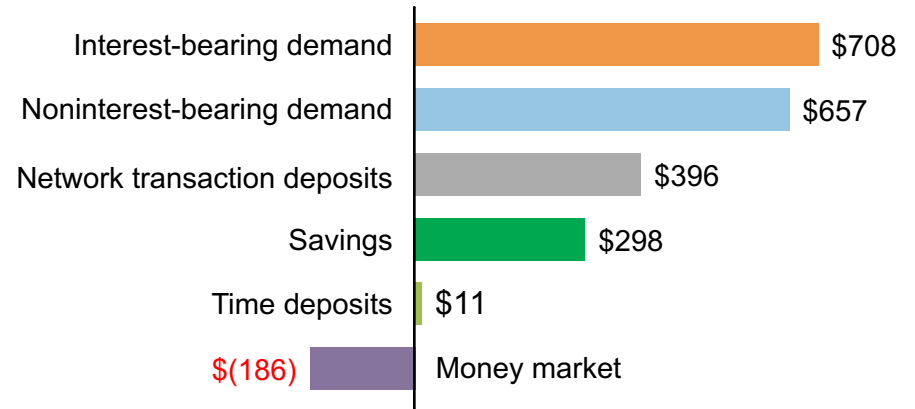 Interest-bearing demand $708
Noninterest-bearing demand $657
Network transaction deposits $396
Savings $298
Time deposits $11
$(186) Money market